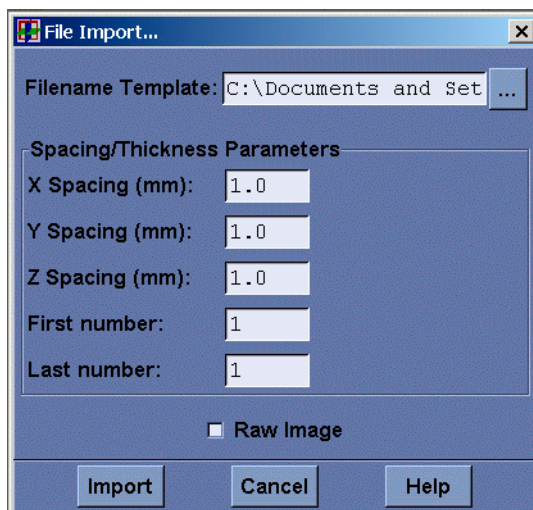 File Import...
Filename Template: C:\Documents and Set ...
Spacing/Thickness Parameters
X Spacing (mm): 1.0
Y Spacing (mm): 1.0
Z Spacing (mm): 1.0
First number: 1
Last number: 1
Raw Image
Import Cancel Help